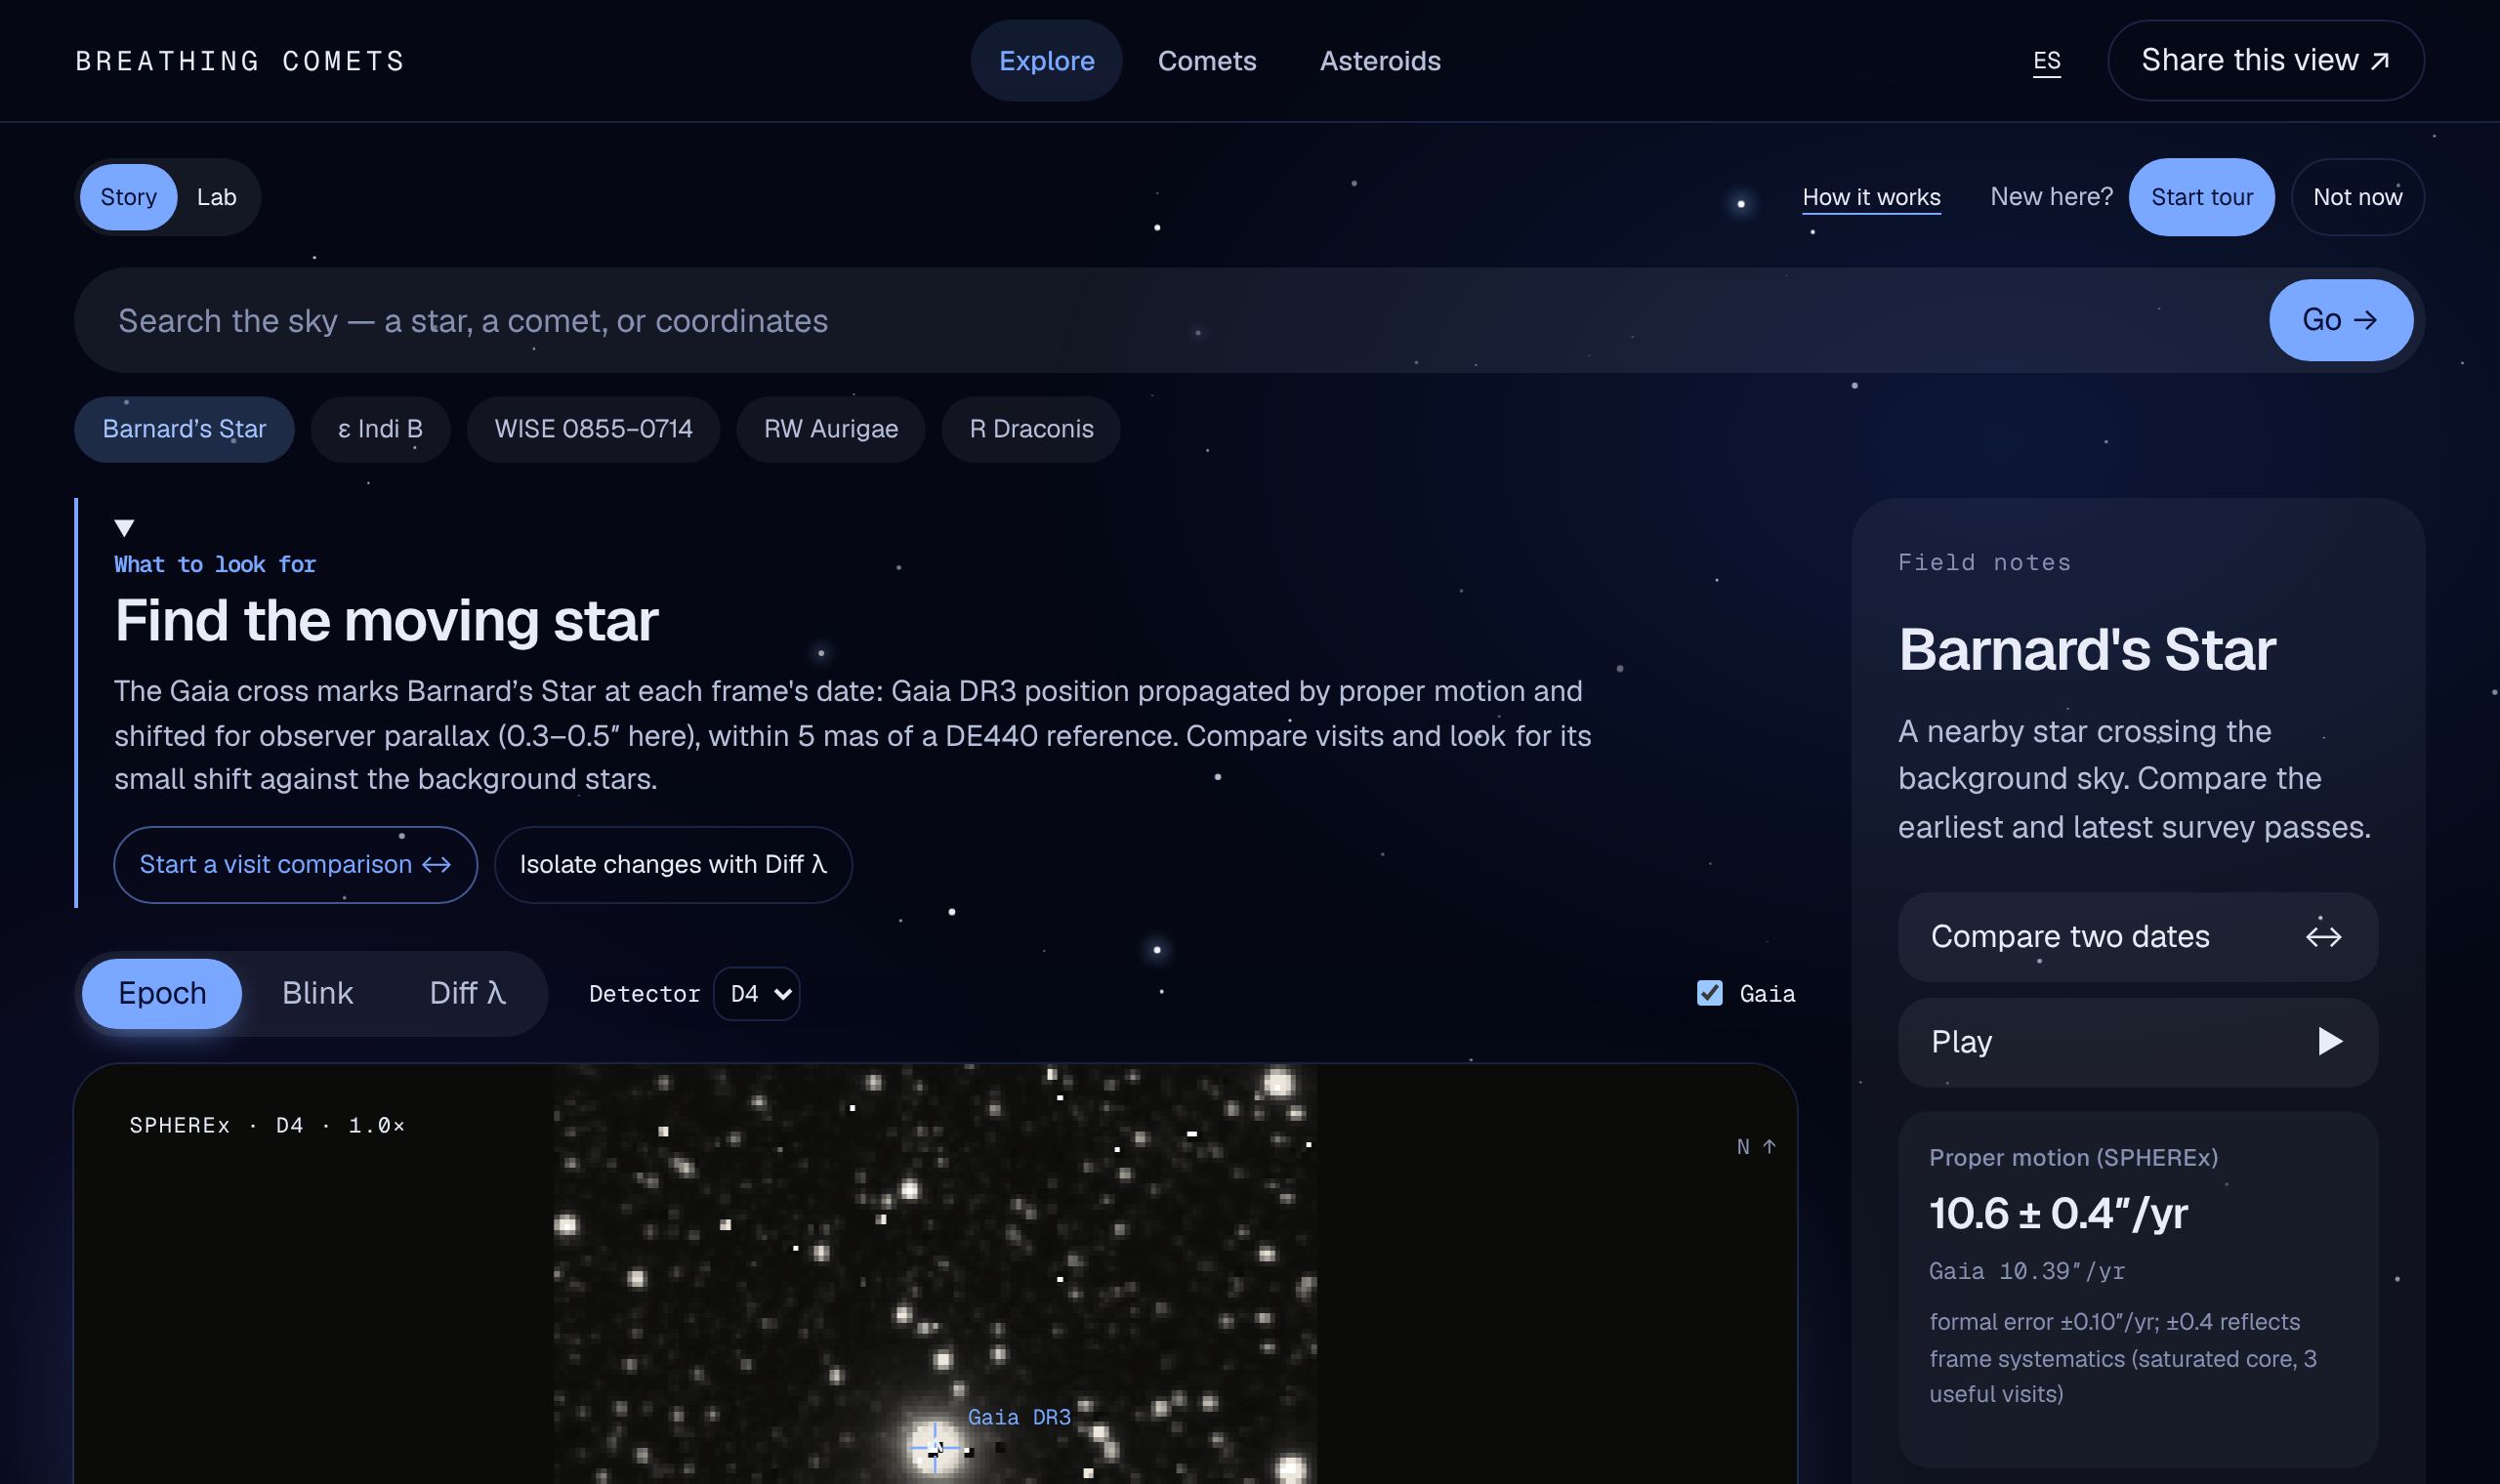 BREATHING COMETS
Explore
Comets
Asteroids
ES
Share this view ↗
Story
Lab
How it works
New here?
Start tour
Not now
Search the sky — a star, a comet, or coordinates
Go →
Barnard’s Star
ε Indi B
WISE 0855–0714
RW Aurigae
R Draconis
▼
What to look for
Find the moving star
The Gaia cross marks Barnard’s Star at each frame's date: Gaia DR3 position propagated by proper motion and
shifted for observer parallax (0.3–0.5″ here), within 5 mas of a DE440 reference. Compare visits and look for its
small shift against the background stars.
Start a visit comparison ↔
Isolate changes with Diff λ
Epoch
Blink
Diff λ
Detector
D4
Gaia
SPHEREx · D4 · 1.0×
N ↑
Gaia DR3
Field notes
Barnard's Star
A nearby star crossing the
background sky. Compare the
earliest and latest survey passes.
Compare two dates ↔
Play ▶
Proper motion (SPHEREx)
10.6 ± 0.4″/yr
Gaia 10.39″/yr
formal error ±0.10″/yr; ±0.4 reflects
frame systematics (saturated core, 3
useful visits)